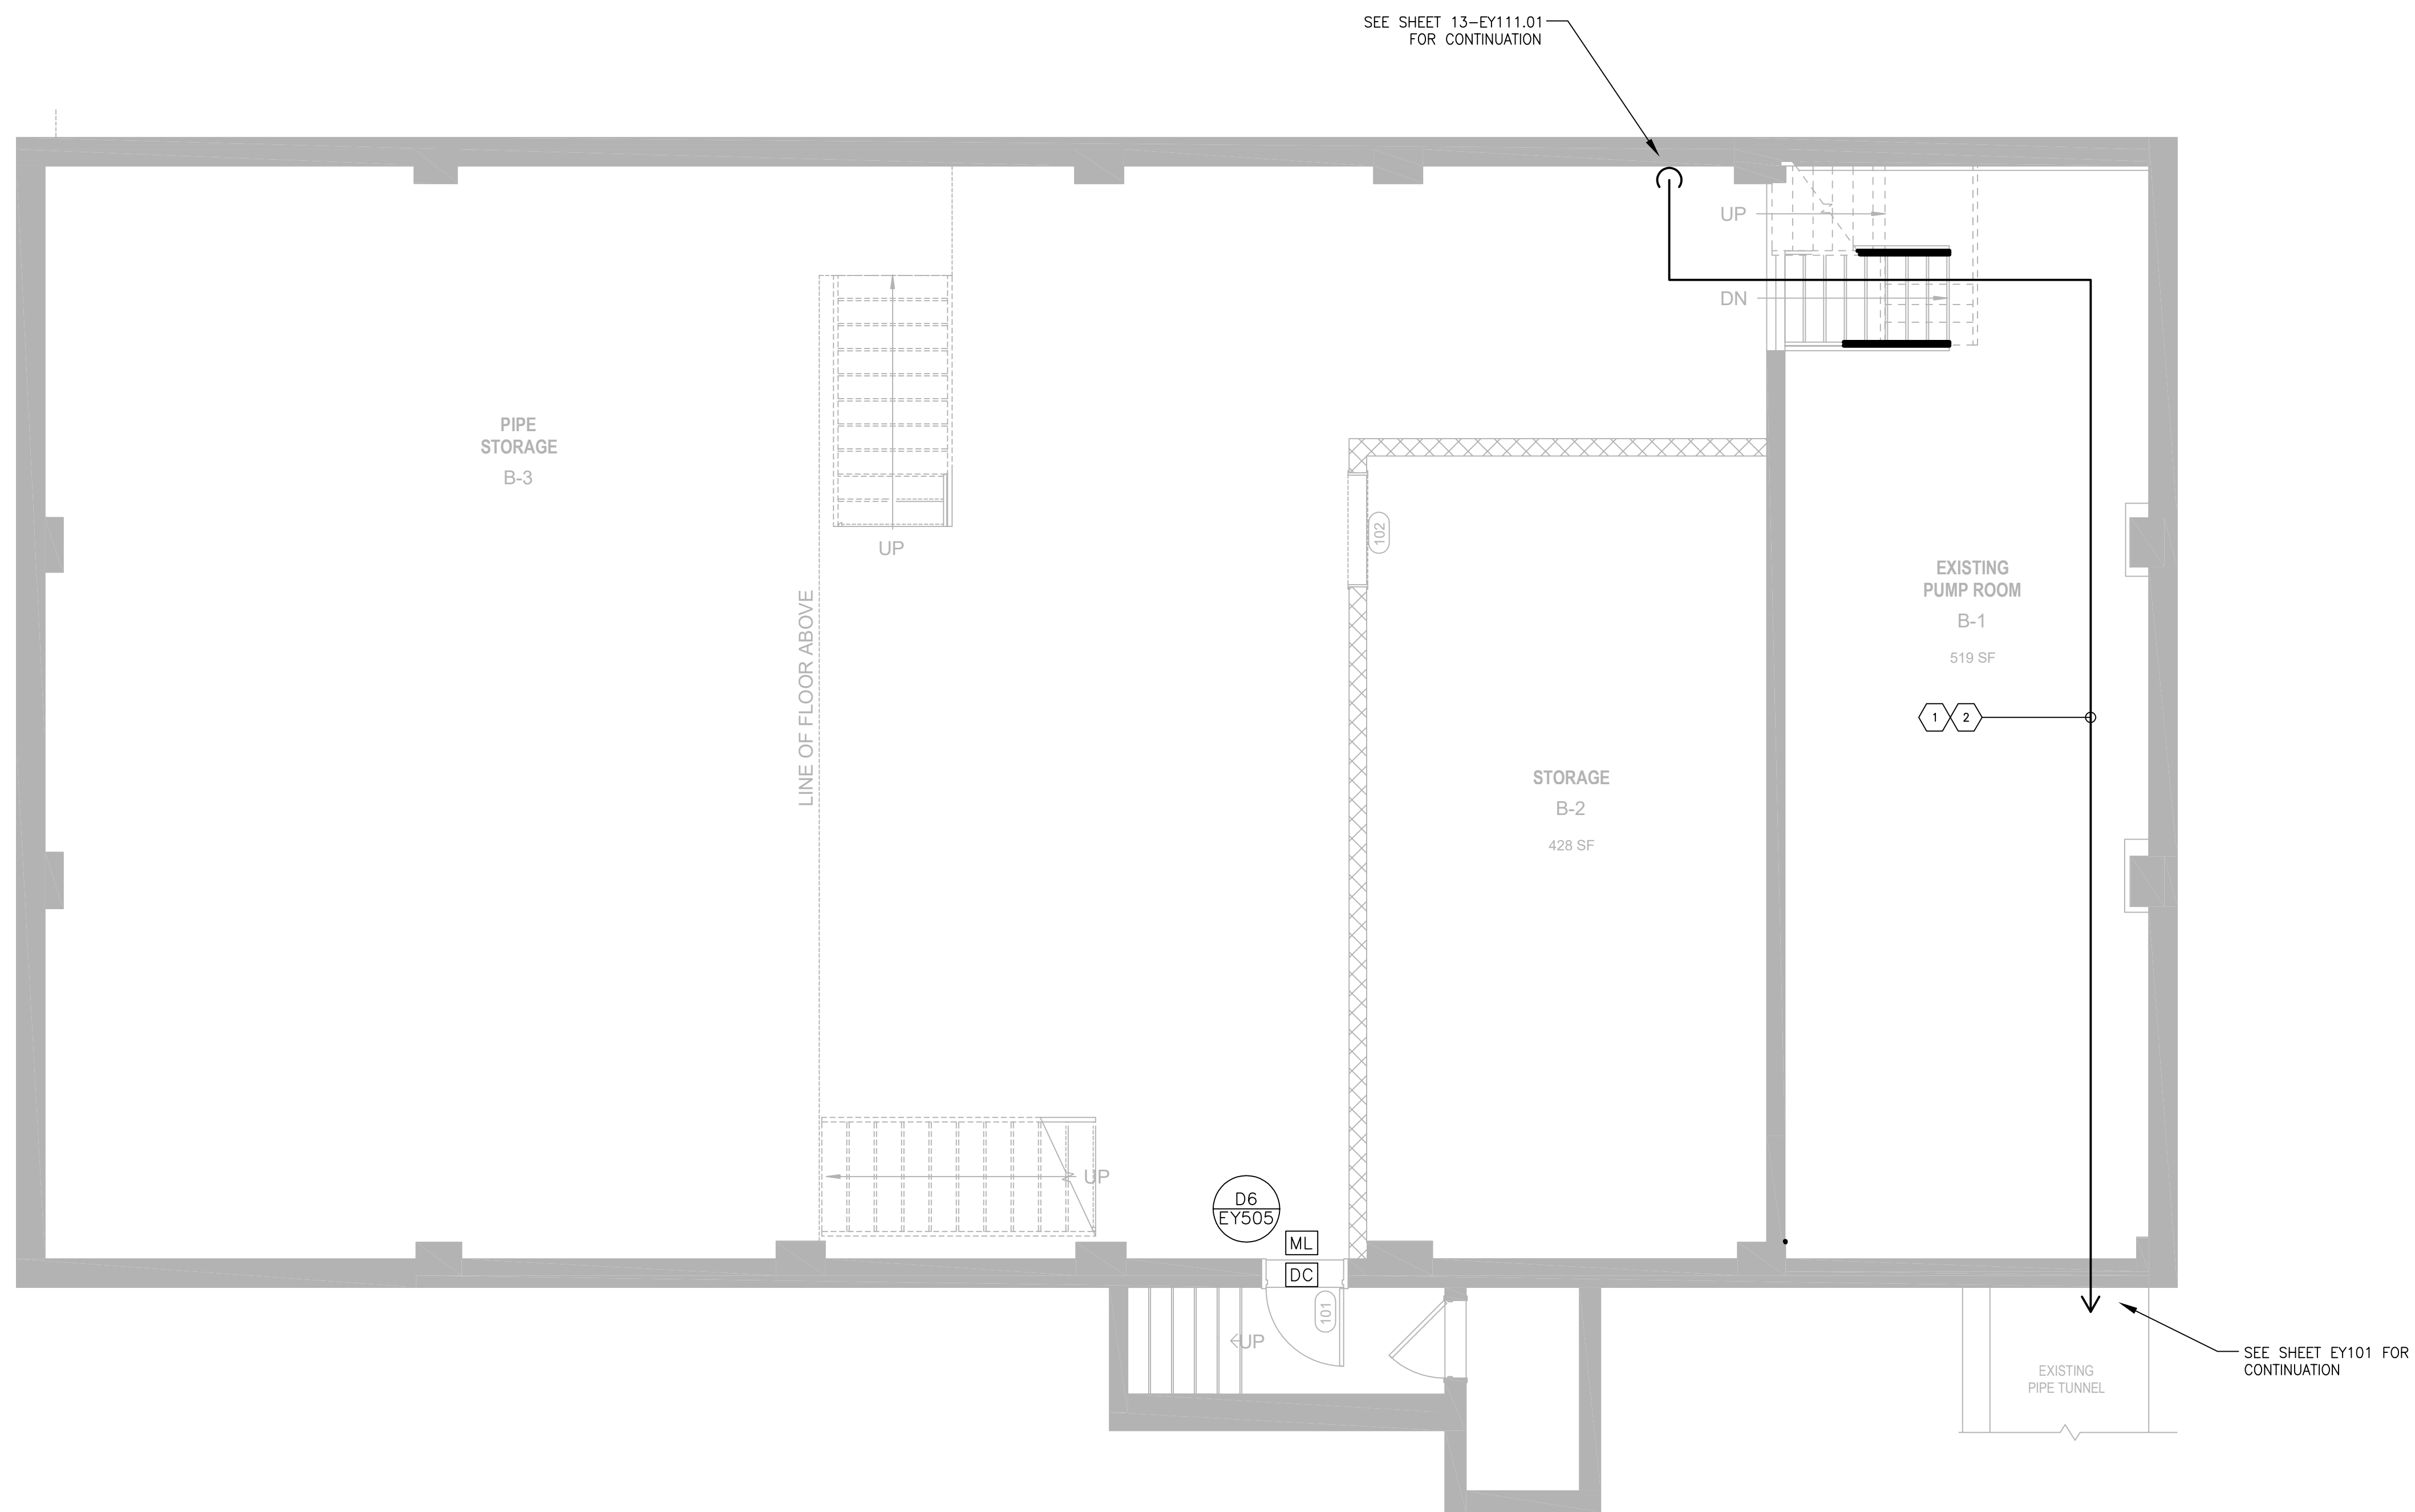 SEE SHEET 13-EY111.01
FOR CONTINUATION
UP
DN
PIPE
STORAGE
B-3
UP
102
LINE OF FLOOR ABOVE
EXISTING
PUMP ROOM
B-1
519 SF
1
2
STORAGE
B-2
428 SF
UP
D6
EY505
ML
DC
101
UP
SEE SHEET EY101 FOR
CONTINUATION
EXISTING
PIPE TUNNEL